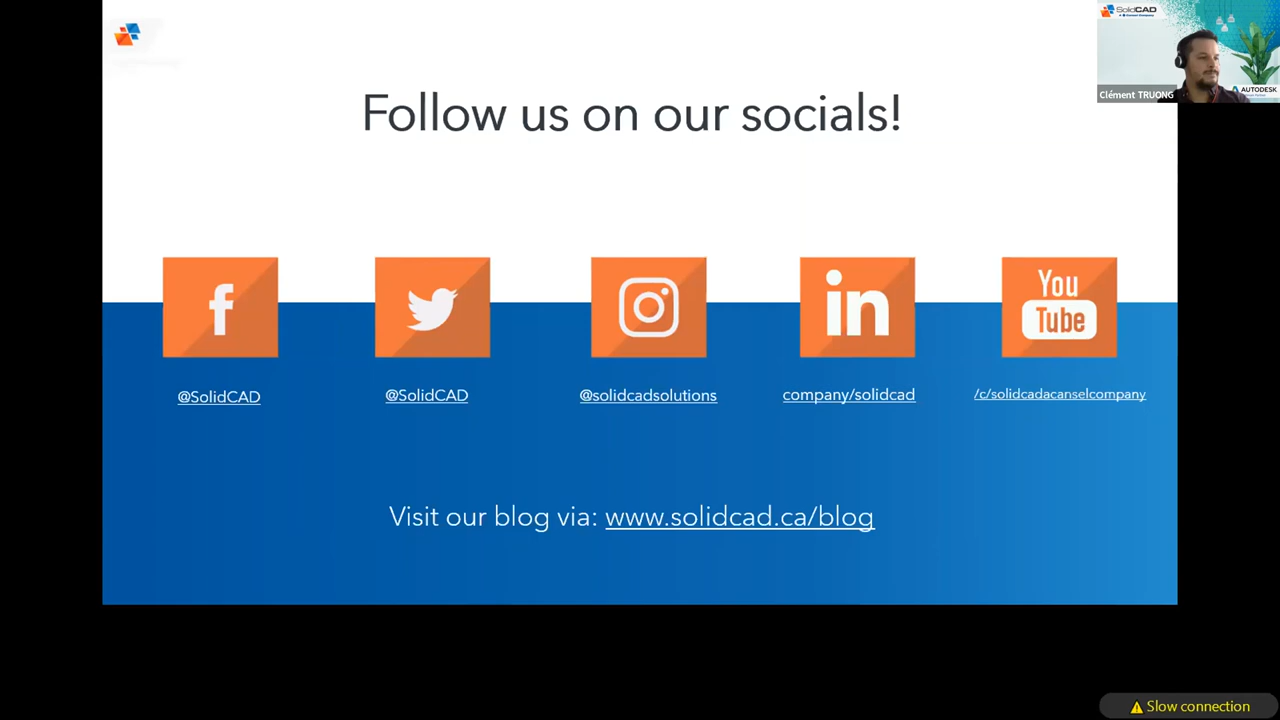 Follow us on our socials!
SolidCAD
Clément TRUONG
AUTODESK
f
in
You
Tube
@SolidCAD
@SolidCAD
@solidcadsolutions
company/solidcad
/c/solidcadacanselcompany
Visit our blog via: www.solidcad.ca/blog
Slow connection